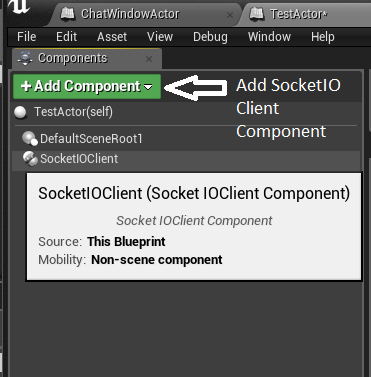 ChatWindowActor
TestActor*
File Edit Asset View Debug Window Help
Components
+Add Component
Add SocketIO
Client
Component
TestActor(self)
DefaultSceneRoot1
SocketIOClient
SocketIOClient (Socket IOClient Component)
Socket IOClient Component
Source: This Blueprint
Mobility: Non-scene component